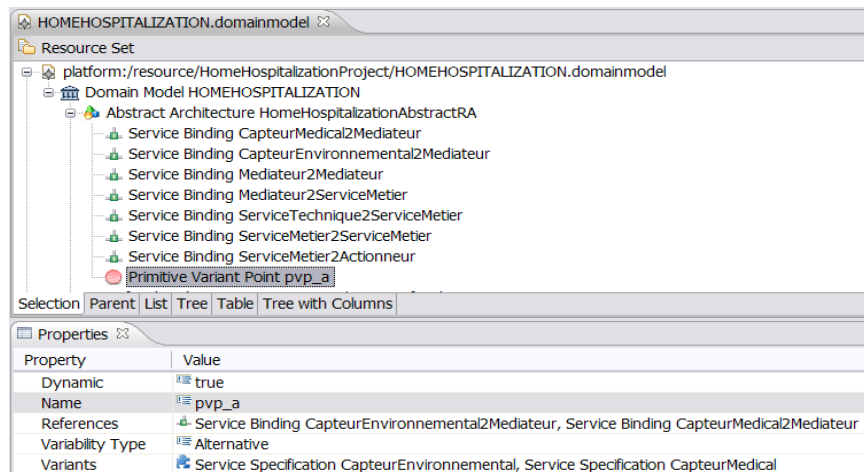 HOMEHOSPITALIZATION.domainmodel
Resource Set
platform:/resource/HomeHospitalizationProject/HOMEHOSPITALIZATION.domainmodel
Domain Model HOMEHOSPITALIZATION
Abstract Architecture HomeHospitalizationAbstractRA
Service Binding CapteurMedical2Mediateur
Service Binding CapteurEnvironnemental2Mediateur
Service Binding Mediateur2Mediateur
Service Binding Mediateur2ServiceMetier
Service Binding ServiceTechnique2ServiceMetier
Service Binding ServiceMetier2ServiceMetier
Service Binding ServiceMetier2Actionneur
Primitive Variant Point pvp_a
Selection Parent List Tree Table Tree with Columns
Properties
Property Value
Dynamic true
Name pvp_a
References Service Binding CapteurEnvironnemental2Mediateur, Service Binding CapteurMedical2Mediateur
Variability Type Alternative
Variants Service Specification CapteurEnvironnemental, Service Specification CapteurMedical